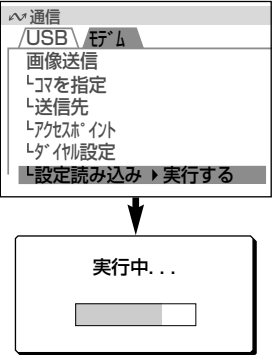 通信
USB モデム
画像送信
└コマを指定
└送信先
└アクセスポイント
└ダイヤル設定
└設定読み込み ▶ 実行する
実行中...